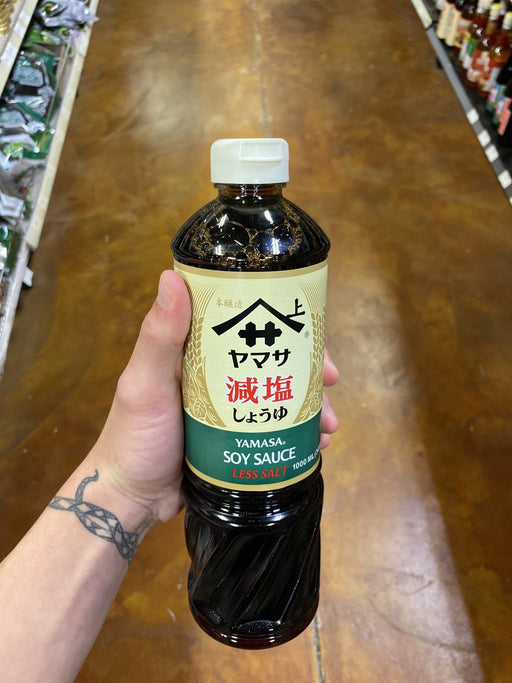 本醸造
上
ヤマサ
減塩
しょうゆ
YAMASA®
SOY SAUCE
LESS SALT
1000 ML